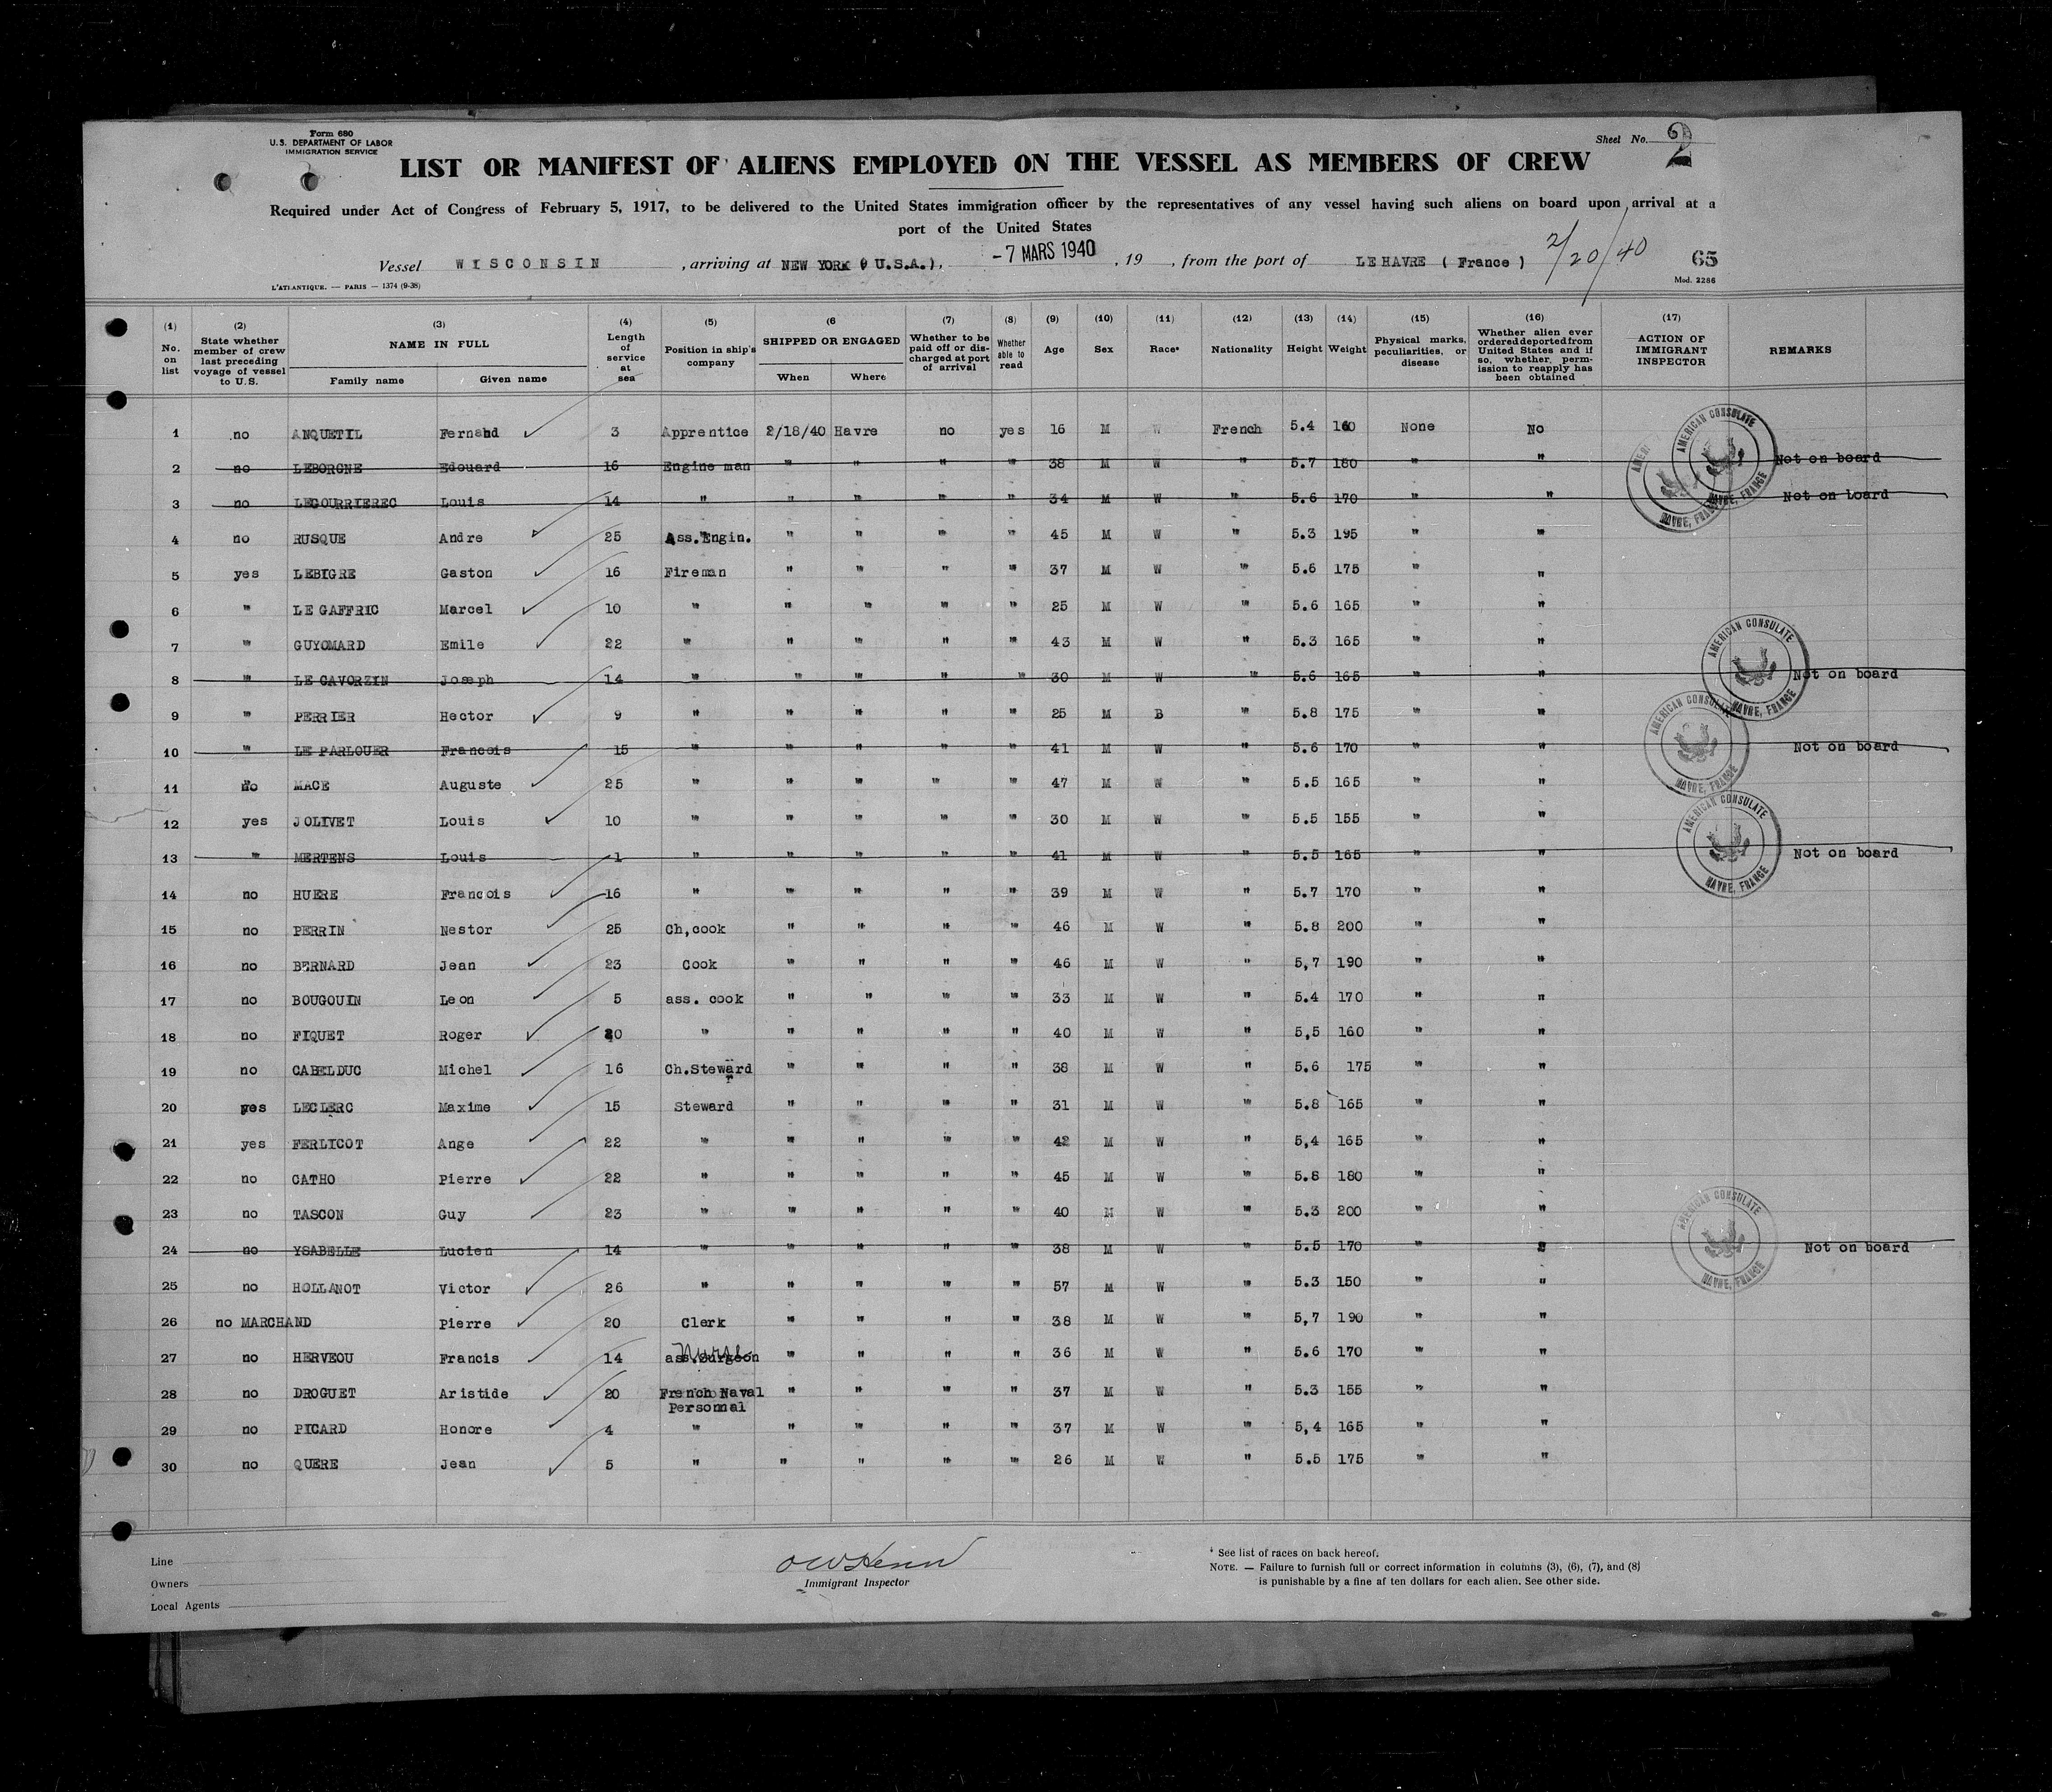 Form 680
U.S. DEPARTMENT OF LABOR
IMMIGRATION SERVICE
Sheet No. 2
LIST OR MANIFEST OF ALIENS EMPLOYED ON THE VESSEL AS MEMBERS OF CREW
Required under Act of Congress of February 5, 1917, to be delivered to the United States immigration officer by the representatives of any vessel having such aliens on board upon arrival at a
port of the United States
Vessel WISCONSIN , arriving at NEW YORK ( U.S.A.), - 7 MARS 1940 , 19 , from the port of LE HAVRE ( France ) 2/20/40 65
L'ATLANTIQUE. — PARIS — 1374 (9-38) Mod. 2286
(1) No. on list
(2) State whether member of crew last preceding voyage of vessel to U.S.
(3) NAME IN FULL Family name Given name
(4) Length of service at sea
(5) Position in ship's company
(6 SHIPPED OR ENGAGED When Where
(7) Whether to be paid off or discharged at port of arrival
(8) Whether able to read
(9) Age
(10) Sex
(11) Race*
(12) Nationality
(13) Height
(14) Weight
(15) Physical marks, peculiarities, or disease
(16) Whether alien ever ordered deported from United States and if so, whether, permission to reapply has been obtained
(17) ACTION OF IMMIGRANT INSPECTOR
REMARKS
1 no ANQUETIL Fernand 3 Apprentice 2/18/40 Havre no yes 16 M W French 5.4 160 None No
2 no LEBORGNE Edouard 16 Engine man " " " " 38 M W " 5.7 180 " " Not on board
3 no LEGOURRIEREC Louis 14 " " " " " 34 M W " 5.6 170 " " Not on board
4 no RUSQUE Andre 25 Ass.Engin. " " " " 45 M W " 5.3 195 " "
5 yes LEBIGRE Gaston 16 Fireman " " " " 37 M W " 5.6 175 " "
6 " LE GAFFRIC Marcel 10 " " " " " 25 M W " 5.6 165 " "
7 " GUYOMARD Emile 22 " " " " " 43 M W " 5.3 165 " "
8 " LE CAVORZIN Joseph 14 " " " " 30 M W " 5.6 165 " " Not on board
9 " PERRIER Hector 9 " " " " " 25 M B " 5.8 175 " "
10 " LE PARLOUER Francois 15 " " " " " 41 M W " 5.6 170 " " Not on board
11 No MACE Auguste 25 " " " " " 47 M W " 5.5 165 " "
12 yes JOLIVET Louis 10 " " " " " 30 M W " 5.5 155 " "
13 " MERTENS Louis 1 " " " " " 41 M W " 5.5 165 " " Not on board
14 no HUERE Francois 16 " " " " " 39 M W " 5.7 170 " "
15 no PERRIN Nestor 25 Ch,cook " " " " 46 M W " 5.8 200 " "
16 no BERNARD Jean 23 Cook " " " " 46 M W " 5,7 190 " "
17 no BOUGOUIN Leon 5 ass. cook " " " " 33 M W " 5.4 170 " "
18 no FIQUET Roger 20 " " " " " 40 M W " 5,5 160 " "
19 no CABELDUC Michel 16 Ch.Steward " " " " 38 M W " 5.6 175 " "
20 yes LECLERC Maxime 15 Steward " " " " 31 M W " 5.8 165 " "
21 yes FERLICOT Ange 22 " " " " " 42 M W " 5,4 165 " "
22 no CATHO Pierre 22 " " " " " 45 M W " 5.8 180 " "
23 no TASCON Guy 23 " " " " " 40 M W " 5.3 200 " "
24 no YSABELLE Lucien 14 " " " " " 38 M W " 5.5 170 " " Not on board
25 no HOLLANOT Victor 26 " " " " " 57 M W " 5.3 150 " "
26 no MARCHAND Pierre 20 Clerk " " " " 38 M W " 5,7 190 " "
27 no HERVEOU Francis 14 ass.surgeon Nurse " " " " 36 M W " 5.6 170 " "
28 no DROGUET Aristide 20 French Naval Personnal " " " " 37 M W " 5.3 155 " "
29 no PICARD Honore 4 " " " " " 37 M W " 5,4 165 " "
30 no QUERE Jean 5 " " " " " 26 M W " 5.5 175 " "
AMERICAN CONSULATE HAVRE, FRANCE
AMERICAN CONSULATE HAVRE, FRANCE
AMERICAN CONSULATE HAVRE, FRANCE
AMERICAN CONSULATE HAVRE, FRANCE
AMERICAN CONSULATE HAVRE, FRANCE
AMERICAN CONSULATE HAVRE, FRANCE
Line
Owners
Local Agents
Immigrant Inspector
* See list of races on back hereof.
NOTE. — Failure to furnish full or correct information in columns (3), (6), (7), and (8)
is punishable by a fine af ten dollars for each alien. See other side.